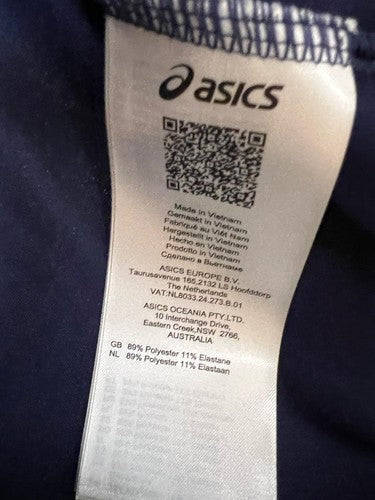 asics
Made in Vietnam
Gemaakt in Vietnam
Fabriqué au Viêt Nam
Hergestellt in Vietnam
Hecho en Vietnam
Prodotto in Vietnam
Сделано в Вьетнаме
ASICS EUROPE B.V.
Taurusavenue 165,2132 LS Hoofddorp
The Netherlands
VAT:NL8033.24.273.B.01
ASICS OCEANIA PTY.LTD.
10 Interchange Drive,
Eastern Creek,NSW 2766,
AUSTRALIA
GB 89% Polyester 11% Elastane
NL 89% Polyester 11% Elastaan